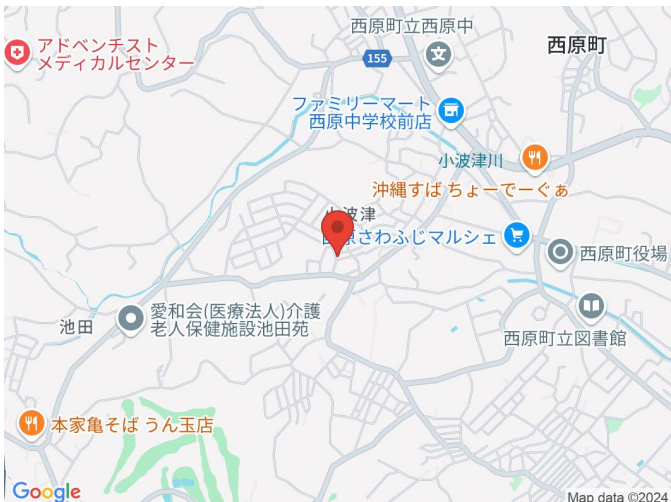 西原町立西原中
西原町
アドベンチスト
メディカルセンター
155
文
ファミリーマート
西原中学校前店
小波津川
沖縄すば ちょーでーぐぁ
小波津
西原さわふじマルシェ
西原町役場
愛和会(医療法人)介護
老人保健施設池田苑
池田
西原町立図書館
本家亀そば うん玉店
Google
Map data ©2024